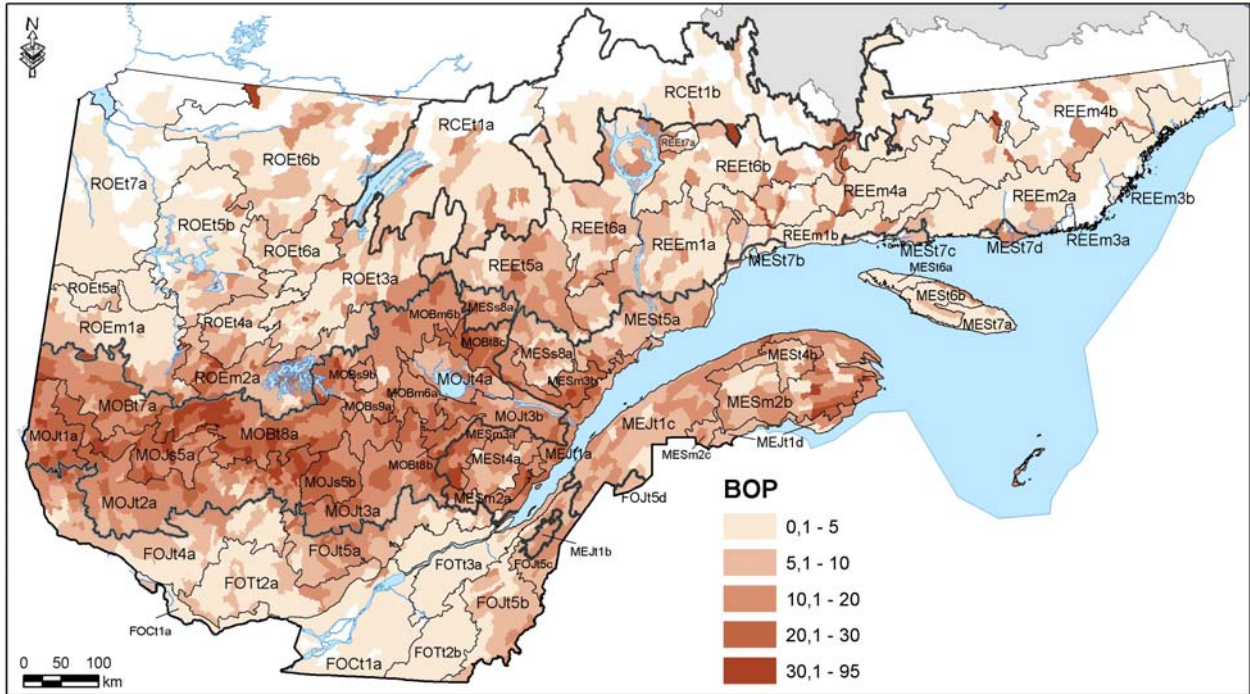 N
RCEt1b
RCEt1a
REEm4b
ROEt6b
REEt7a
REEt6b
ROEt7a
REEm4a
REEm3b
ROEt5b
REEm2a
REEt6a
ROEt6a
REEm1a
REEm1b
MESt7c
MESt7d
REEm3a
MESt7b
REEt5a
MESt6a
ROEt3a
ROEt5a
MESt6b
MESs8a
MOBm6b
MESt5a
MESt7a
ROEm1a
ROEt4a
MOBt8c
MESs8a
MESt4b
ROEm2a
MOBs9b
MOJt4a
MESm3b
MOBm6a
MESm2b
MOBt7a
MOBs9a
MOJt3b
MEJt1c
MOJt1a
MOBt8a
MESm3a
MEJt1d
MOJs5a
MESt4a
MEJt1a
MESm2c
MOBt8b
MOJs5b
FOJt5d
MOJt2a
MESm2a
MOJt3a
BOP
0,1 - 5
MEJt1b
FOJt4a
FOJt5a
FOTt3a
FOJt5c
5,1 - 10
FOTt2a
FOJt5b
10,1 - 20
FOCt1a
20,1 - 30
FOCt1a
FOTt2b
30,1 - 95
0 50 100
km